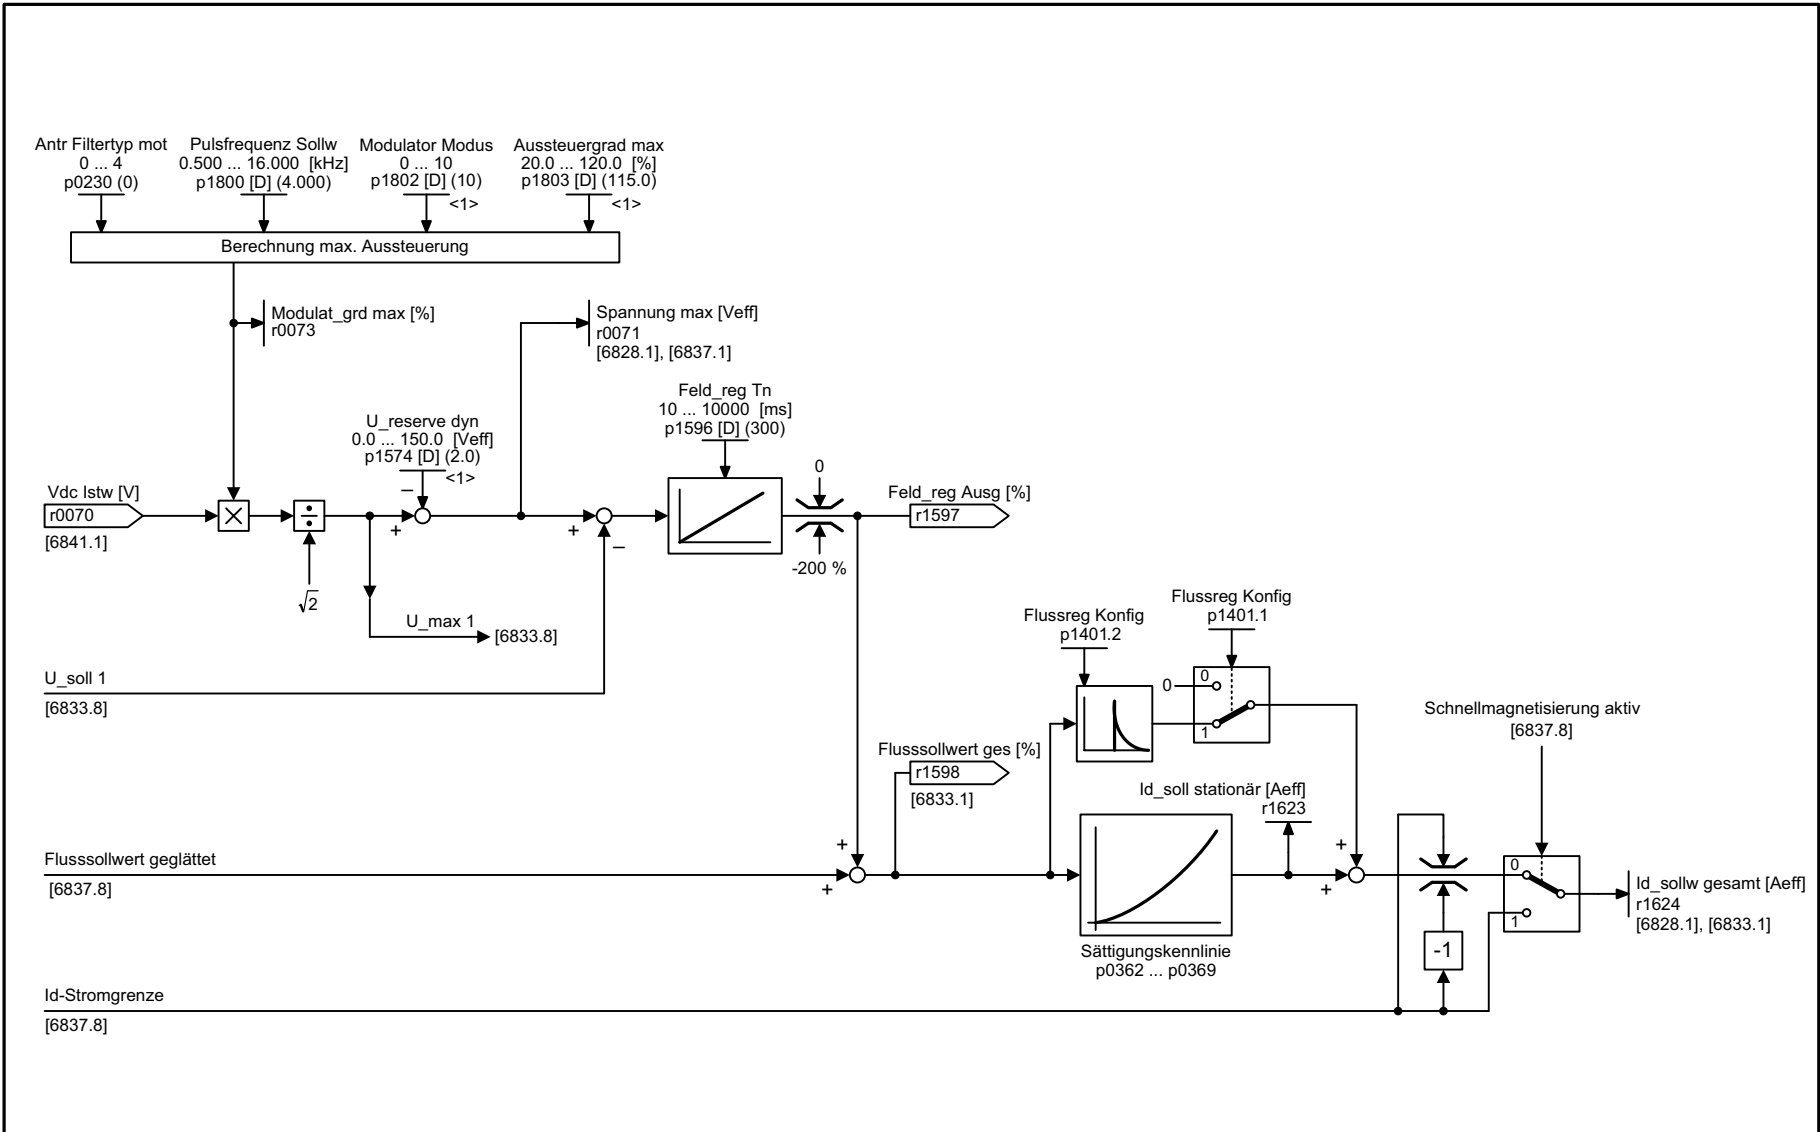 Antr Filtertyp mot
0 ... 4
p0230 (0)
Pulsfrequenz Sollw
0.500 ... 16.000 [kHz]
p1800 [D] (4.000)
Modulator Modus
0 ... 10
p1802 [D] (10)
<1>
Aussteuergrad max
20.0 ... 120.0 [%]
p1803 [D] (115.0)
<1>
Berechnung max. Aussteuerung
Modulat_grd max [%]
r0073
Spannung max [Veff]
r0071
[6828.1], [6837.1]
Feld_reg Tn
10 ... 10000 [ms]
p1596 [D] (300)
U_reserve dyn
0.0 ... 150.0 [Veff]
p1574 [D] (2.0)
<1>
–
0
Vdc Istw [V]
r0070
[6841.1]
×
÷
√2
+
+
–
-200 %
Feld_reg Ausg [%]
r1597
U_max 1
[6833.8]
U_soll 1
[6833.8]
Flussreg Konfig
p1401.2
Flussreg Konfig
p1401.1
0
0
1
Schnellmagnetisierung aktiv
[6837.8]
Flusssollwert ges [%]
r1598
[6833.1]
Id_soll stationär [Aeff]
r1623
Flusssollwert geglättet
[6837.8]
+
+
+
+
Sättigungskennlinie
p0362 ... p0369
-1
0
1
Id_sollw gesamt [Aeff]
r1624
[6828.1], [6833.1]
Id-Stromgrenze
[6837.8]